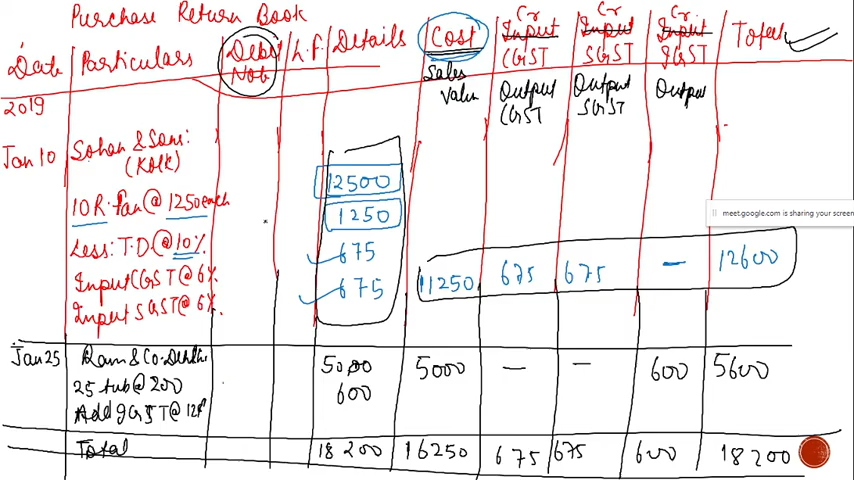 Purchase Return Book
Date Particulars Debit Not L.F Details Cost Cr Input CGST Cr Input SGST Cr Input IGST Total
Sales Value Output CGST Output SGST Output
2019
Jan 10 Sohan & Sons:
(Kolk)
12500
10 R. Pan @ 1250 each 1250
Less: T.D @ 10% 675
Input CGST @ 6% 675 11250 675 675 — 12600
Input SGST @ 6%
meet.google.com is sharing your screen
Jan 25 Ram & Co. 5000 5000 — — 600 5600
25 tub @ 200 600
Add IGST @ 12%
Total 18200 16250 675 675 600 18200